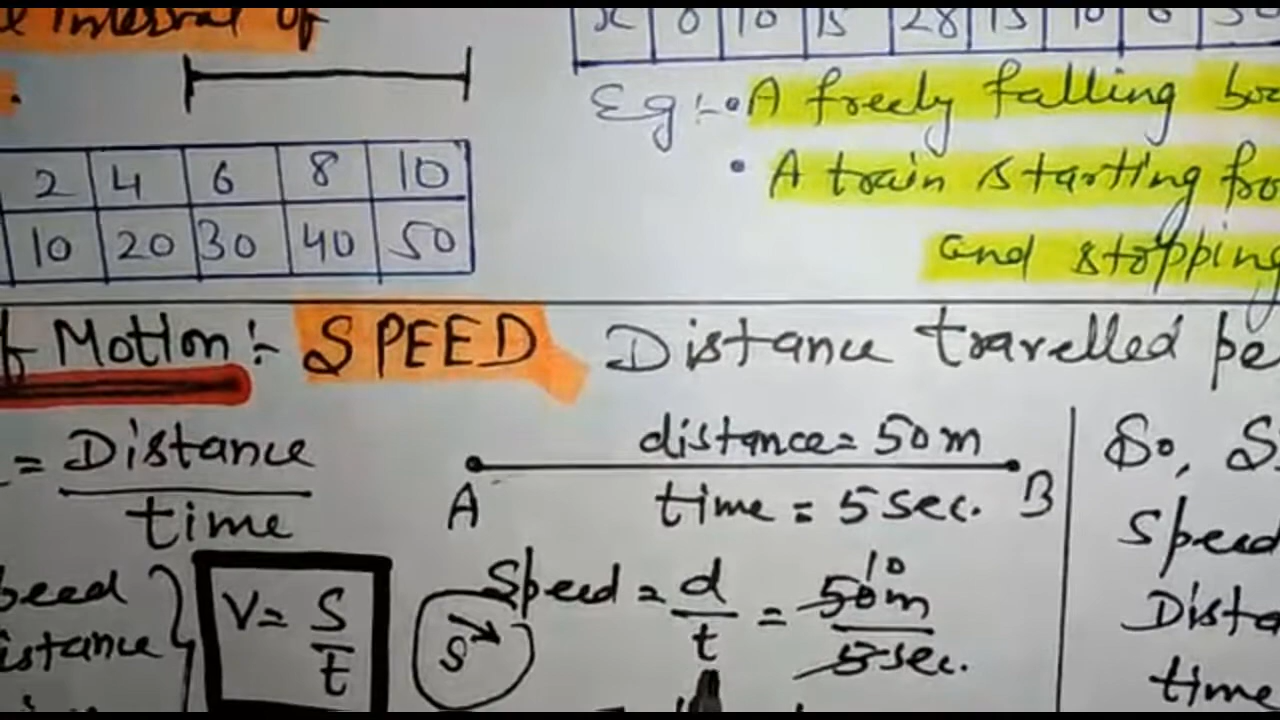 Interval of
x 0 10 15 28 15 10
Eg:- • A freely falling
• A train starting
and stopping
2 4 6 8 10
10 20 30 40 50
of Motion:- SPEED Distance travelled
= Distance / time
A distance = 50m B
time = 5 sec.
V = S/t
S
Speed = d/t = 50m/5sec. 10
So,
Speed
time